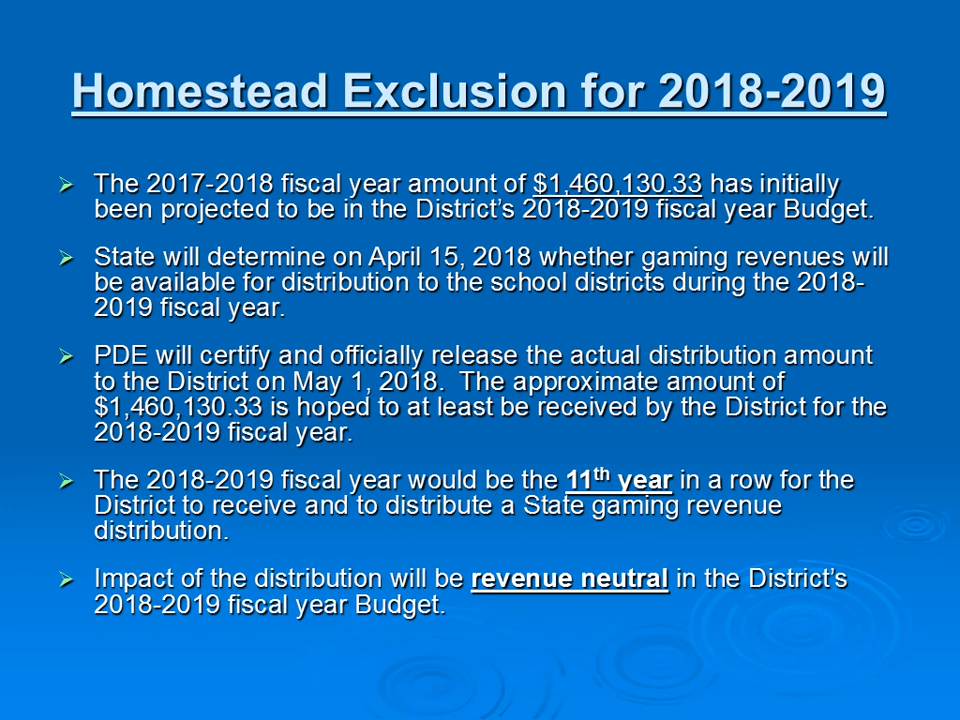 Homestead Exclusion for 2018-2019
➢ The 2017-2018 fiscal year amount of $1,460,130.33 has initially
been projected to be in the District’s 2018-2019 fiscal year Budget.
➢ State will determine on April 15, 2018 whether gaming revenues will
be available for distribution to the school districts during the 2018-
2019 fiscal year.
➢ PDE will certify and officially release the actual distribution amount
to the District on May 1, 2018.  The approximate amount of
$1,460,130.33 is hoped to at least be received by the District for the
2018-2019 fiscal year.
➢ The 2018-2019 fiscal year would be the 11th year in a row for the
District to receive and to distribute a State gaming revenue
distribution.
➢ Impact of the distribution will be revenue neutral in the District’s
2018-2019 fiscal year Budget.